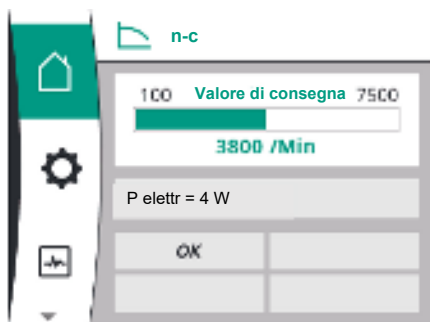 n-c
100 Valore di consegna 7500
3800 /Min
P elettr = 4 W
OK